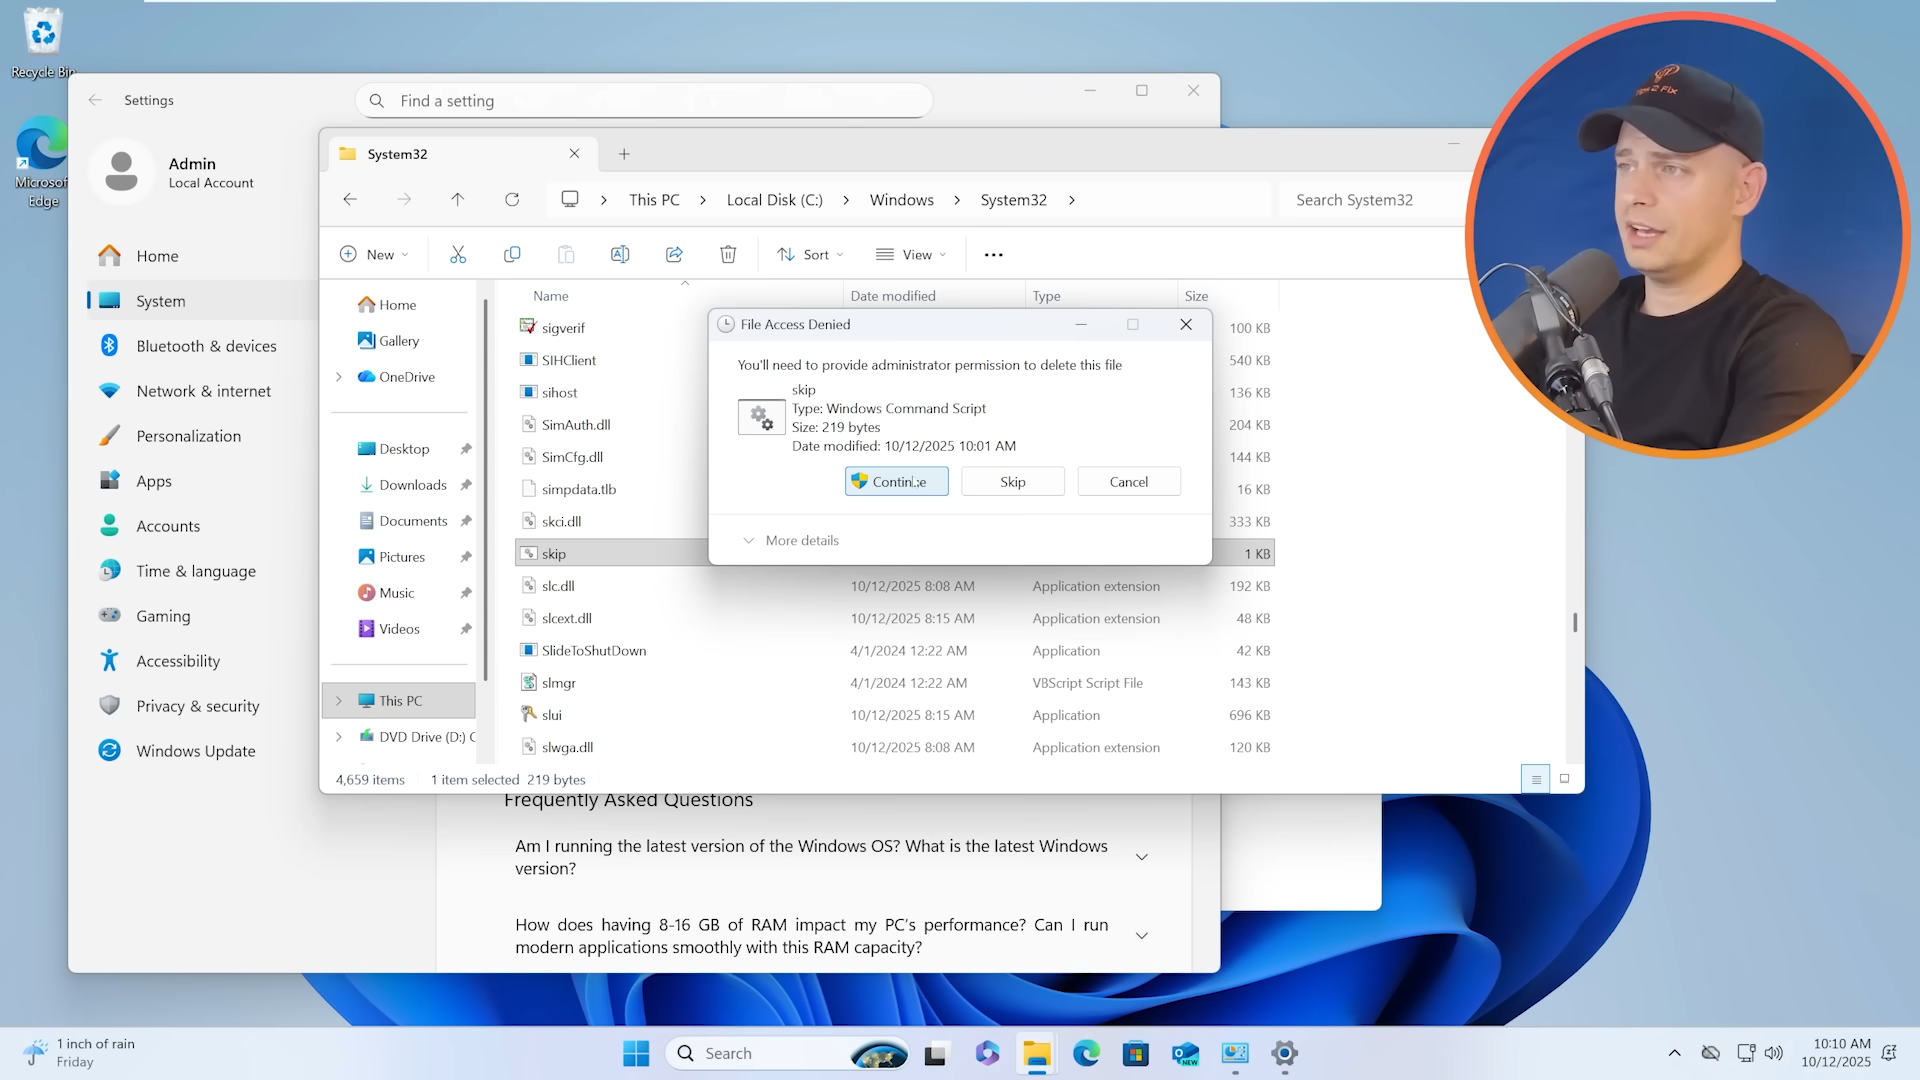 Recycle Bin
Microsof
Edge
Settings
Find a setting
Admin
Local Account
Home
System
Bluetooth & devices
Network & internet
Personalization
Apps
Accounts
Time & language
Gaming
Accessibility
Privacy & security
Windows Update
System32
This PC
Local Disk (C:)
Windows
System32
Search System32
New
Sort
View
Home
Gallery
OneDrive
Desktop
Downloads
Documents
Pictures
Music
Videos
This PC
DVD Drive (D:) C
Name Date modified Type Size
sigverif 100 KB
SIHClient 540 KB
sihost 136 KB
SimAuth.dll 204 KB
SimCfg.dll 144 KB
simpdata.tlb 16 KB
skci.dll 333 KB
skip 1 KB
slc.dll 10/12/2025 8:08 AM Application extension 192 KB
slcext.dll 10/12/2025 8:15 AM Application extension 48 KB
SlideToShutDown 4/1/2024 12:22 AM Application 42 KB
slmgr 4/1/2024 12:22 AM VBScript Script File 143 KB
slui 10/12/2025 8:15 AM Application 696 KB
slwga.dll 10/12/2025 8:08 AM Application extension 120 KB
4,659 items 1 item selected 219 bytes
File Access Denied
You'll need to provide administrator permission to delete this file
skip
Type: Windows Command Script
Size: 219 bytes
Date modified: 10/12/2025 10:01 AM
Continue
Skip
Cancel
More details
Frequently Asked Questions
Am I running the latest version of the Windows OS? What is the latest Windows
version?
How does having 8-16 GB of RAM impact my PC's performance? Can I run
modern applications smoothly with this RAM capacity?
Tips 2 Fix
1 inch of rain
Friday
Search
NEW
10:10 AM
10/12/2025